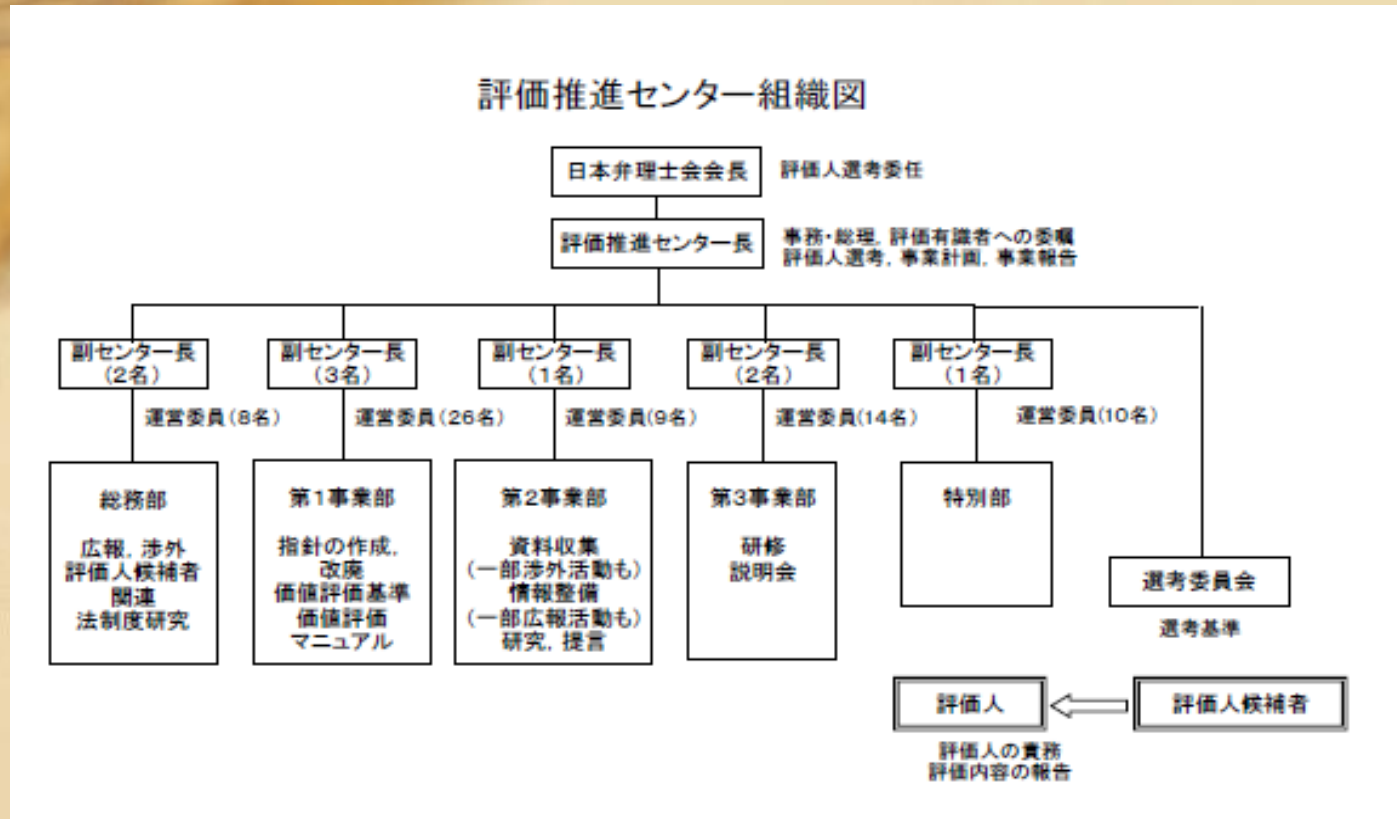 評価推進センター組織図
日本弁理士会会長
評価人選考委任
評価推進センター長
事務・総理, 評価有識者への委嘱
評価人選考, 事業計画, 事業報告
副センター長
(2名)
副センター長
(3名)
副センター長
(1名)
副センター長
(2名)
副センター長
(1名)
運営委員(8名)
運営委員(26名)
運営委員(9名)
運営委員(14名)
運営委員(10名)
総務部
広報, 渉外
評価人候補者
関連
法制度研究
第1事業部
指針の作成,
改廃
価値評価基準
価値評価
マニュアル
第2事業部
資料収集
(一部渉外活動も)
情報整備
(一部広報活動も)
研究, 提言
第3事業部
研修
説明会
特別部
選考委員会
選考基準
評価人
評価人候補者
評価人の責務
評価内容の報告